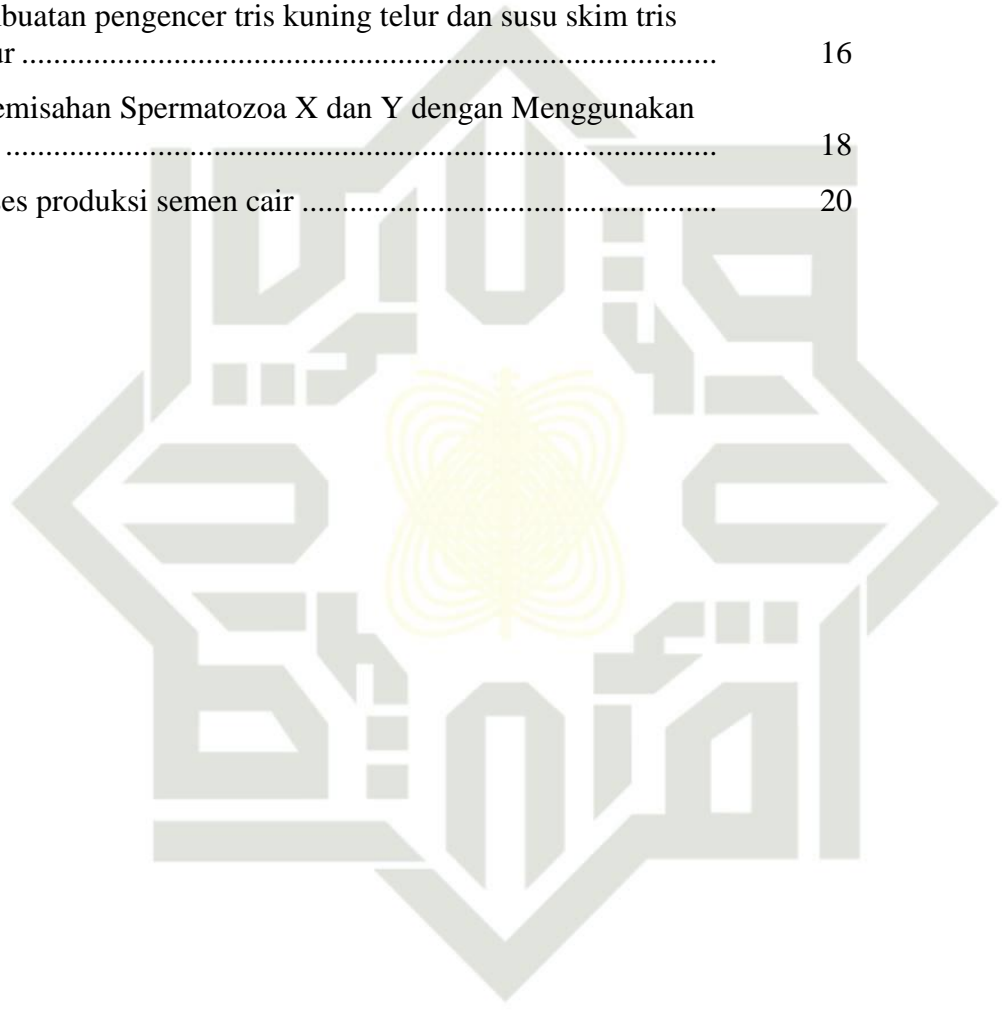 buatan pengencer tris kuning telur dan susu skim tris
ur ....................................................................................... 16
emisahan Spermatozoa X dan Y dengan Menggunakan
......................................................................................... 18
es produksi semen cair .................................................... 20